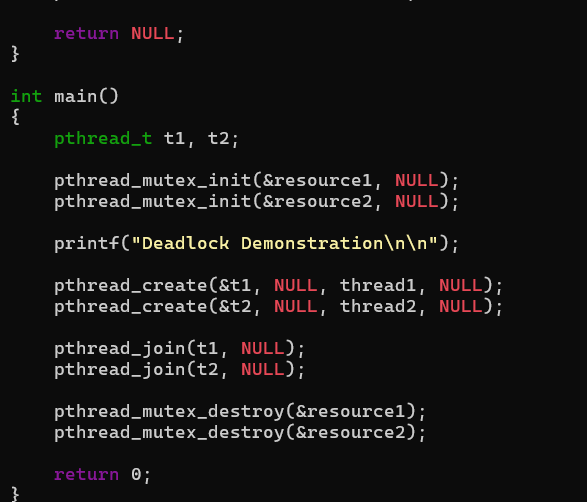 return NULL;
}

int main()
{
    pthread_t t1, t2;

    pthread_mutex_init(&resource1, NULL);
    pthread_mutex_init(&resource2, NULL);

    printf("Deadlock Demonstration\n\n");

    pthread_create(&t1, NULL, thread1, NULL);
    pthread_create(&t2, NULL, thread2, NULL);

    pthread_join(t1, NULL);
    pthread_join(t2, NULL);

    pthread_mutex_destroy(&resource1);
    pthread_mutex_destroy(&resource2);

    return 0;
}